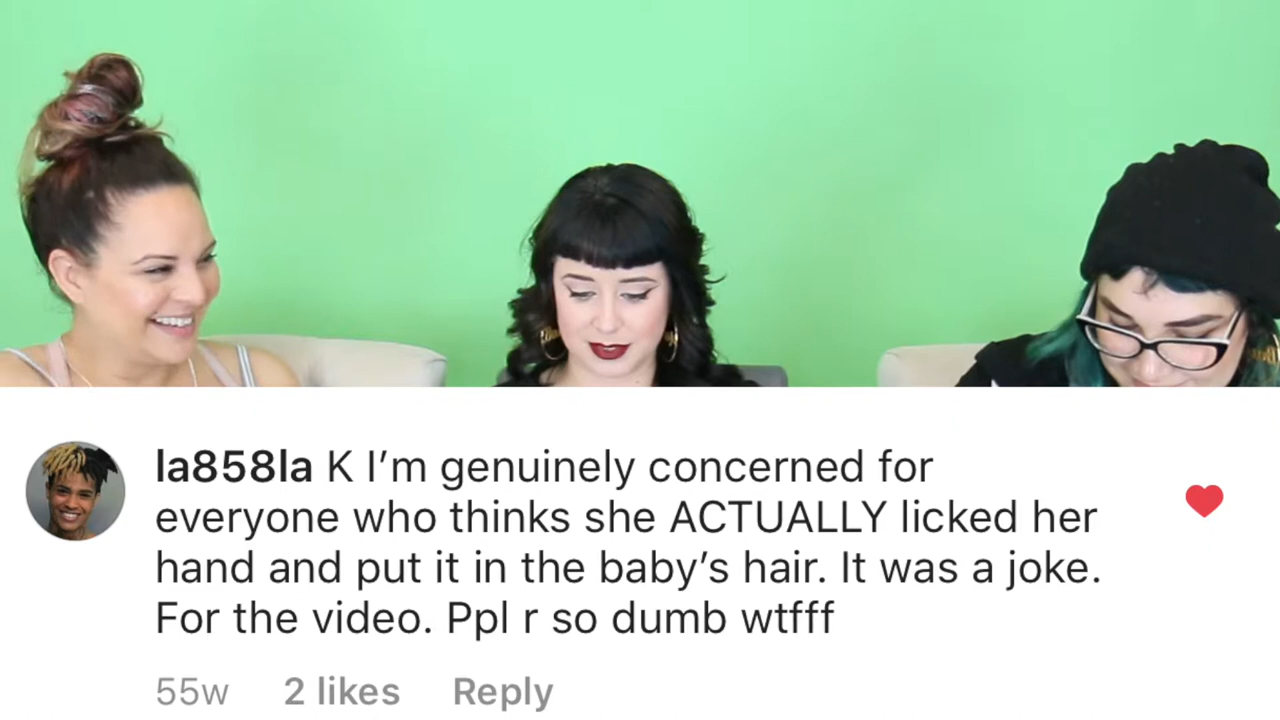 la858la K I’m genuinely concerned for
everyone who thinks she ACTUALLY licked her
hand and put it in the baby’s hair. It was a joke.
For the video. Ppl r so dumb wtfff
55w 2 likes Reply